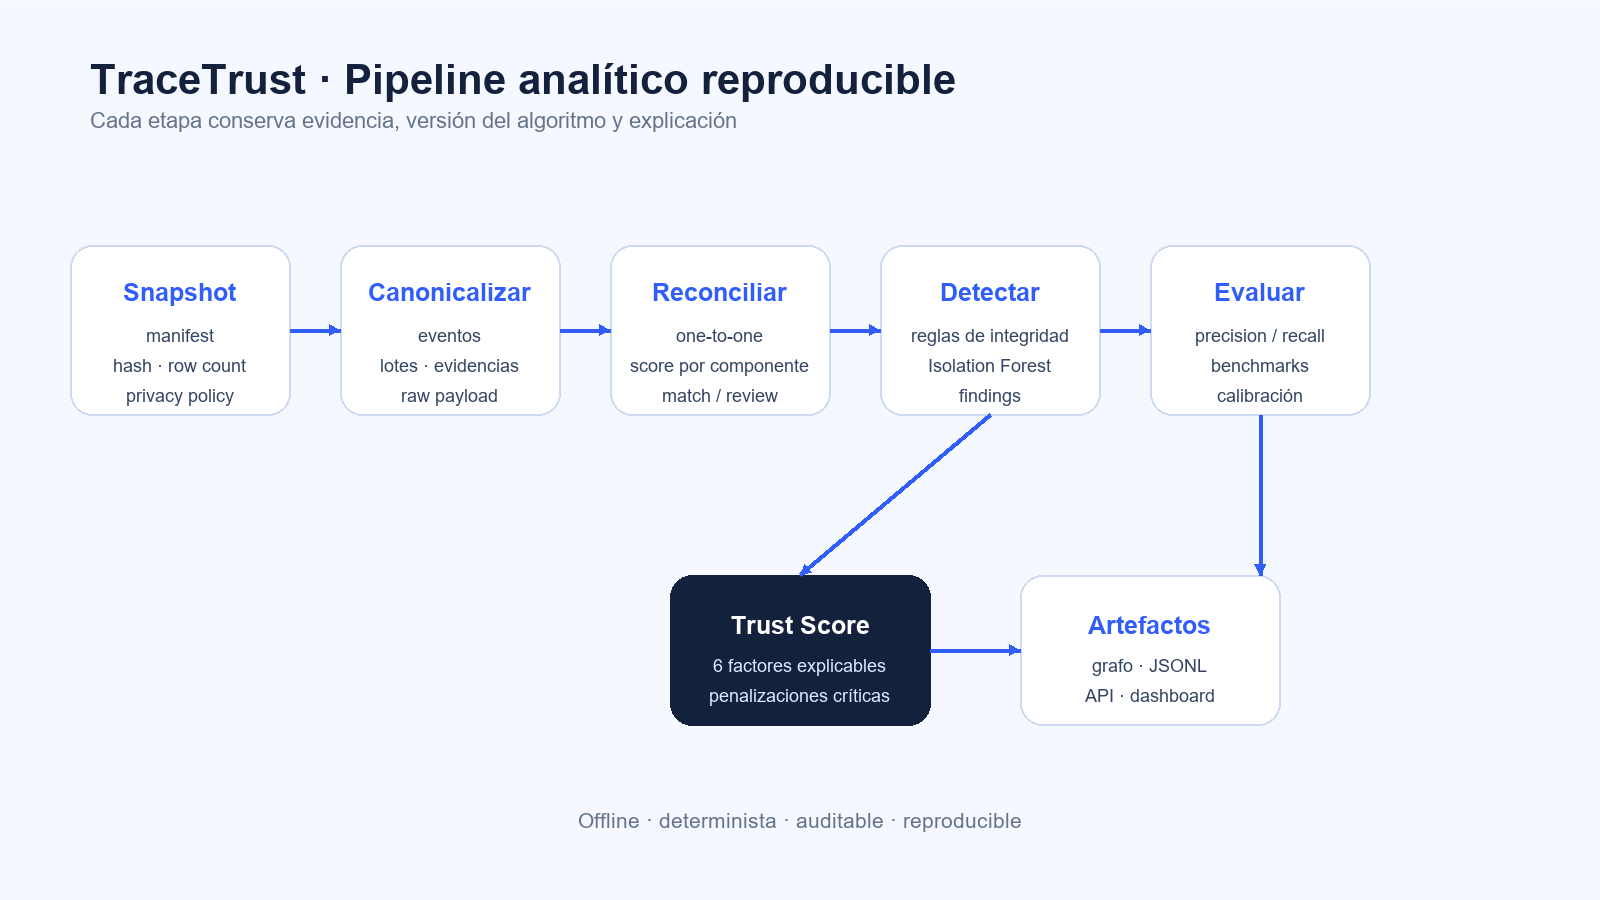 TraceTrust · Pipeline analítico reproducible
Cada etapa conserva evidencia, versión del algoritmo y explicación
Snapshot
manifest
hash · row count
privacy policy
Canonicalizar
eventos
lotes · evidencias
raw payload
Reconciliar
one-to-one
score por componente
match / review
Detectar
reglas de integridad
Isolation Forest
findings
Evaluar
precision / recall
benchmarks
calibración
Trust Score
6 factores explicables
penalizaciones críticas
Artefactos
grafo · JSONL
API · dashboard
Offline · determinista · auditable · reproducible